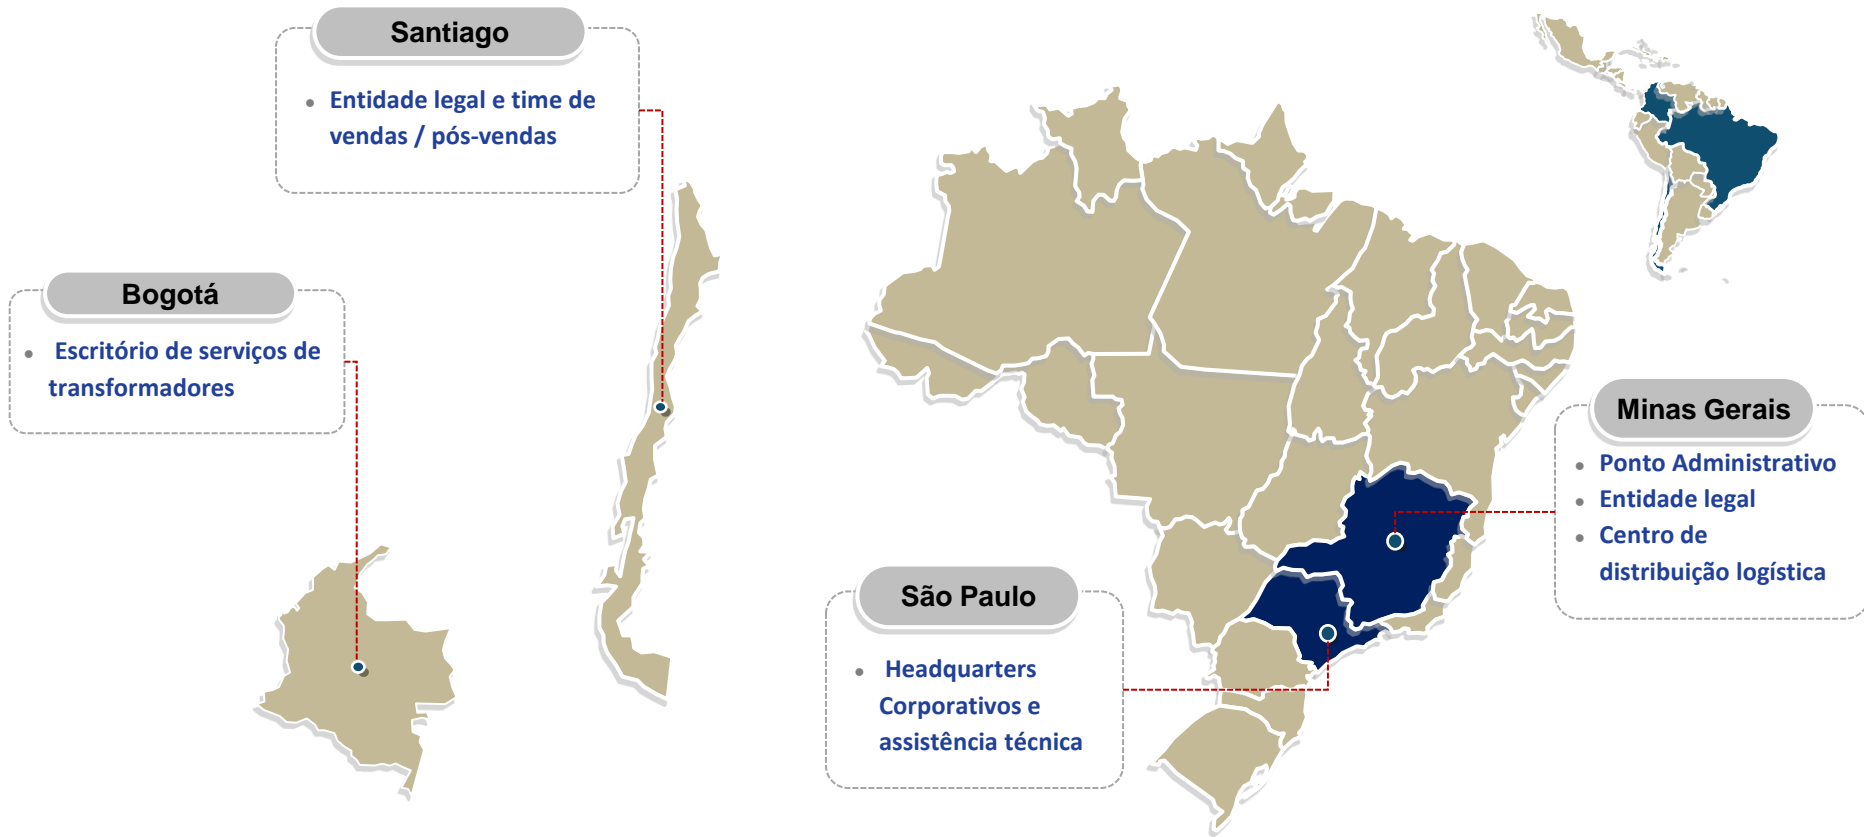 Santiago
• Entidade legal e time de
vendas / pós-vendas
Bogotá
• Escritório de serviços de
transformadores
Minas Gerais
• Ponto Administrativo
• Entidade legal
• Centro de
distribuição logística
São Paulo
• Headquarters
Corporativos e
assistência técnica